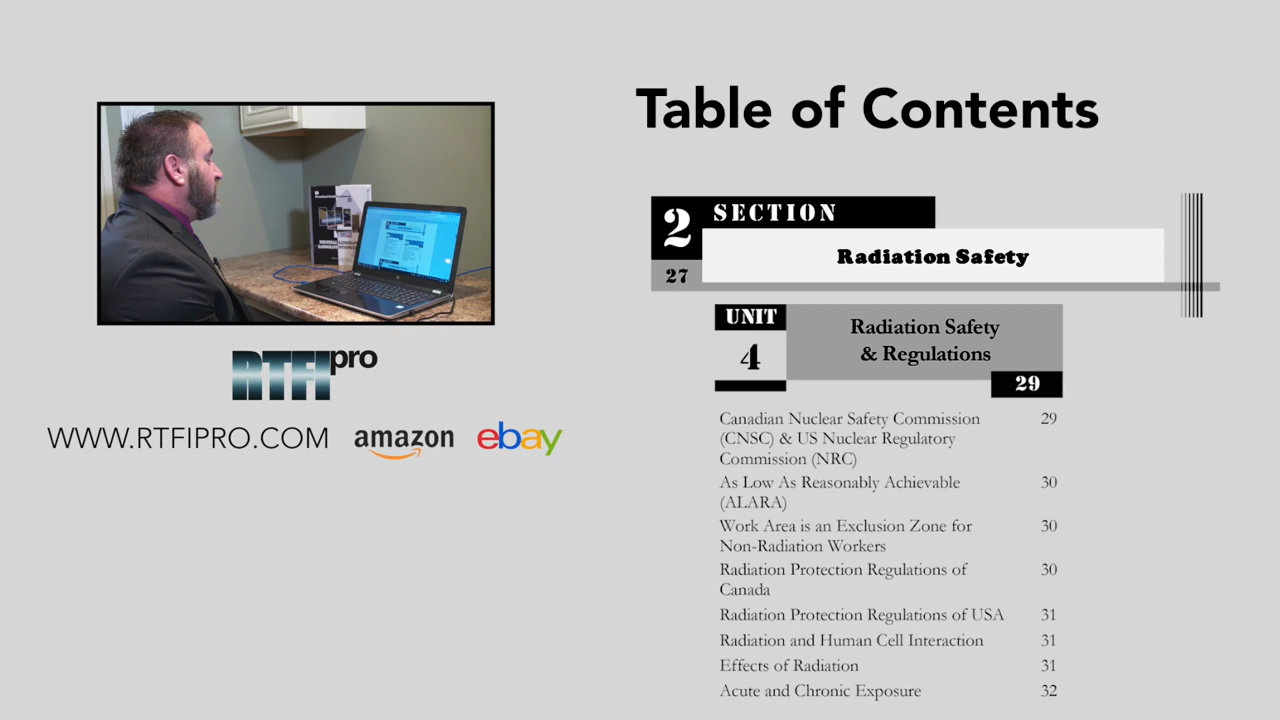 Table of Contents
2 SECTION
Radiation Safety
27
UNIT
4
Radiation Safety
& Regulations
29
Canadian Nuclear Safety Commission 29
(CNSC) & US Nuclear Regulatory
Commission (NRC)
As Low As Reasonably Achievable 30
(ALARA)
Work Area is an Exclusion Zone for 30
Non-Radiation Workers
Radiation Protection Regulations of 30
Canada
Radiation Protection Regulations of USA 31
Radiation and Human Cell Interaction 31
Effects of Radiation 31
Acute and Chronic Exposure 32
RTFIpro
WWW.RTFIPRO.COM amazon ebay